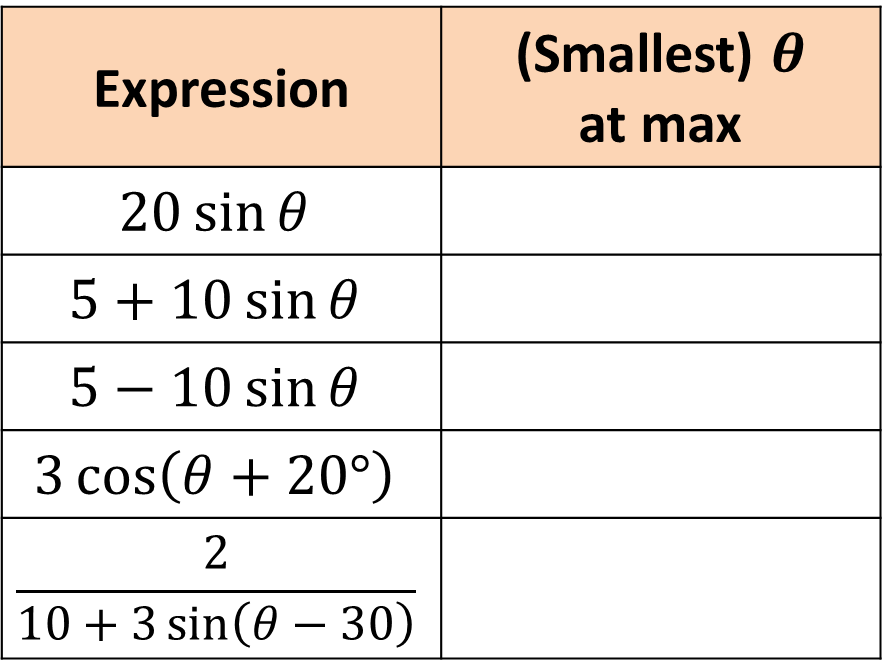 Expression
(Smallest) θ
at max
20 sin θ
5 + 10 sin θ
5 − 10 sin θ
3 cos(θ + 20°)
2
10 + 3 sin(θ − 30)